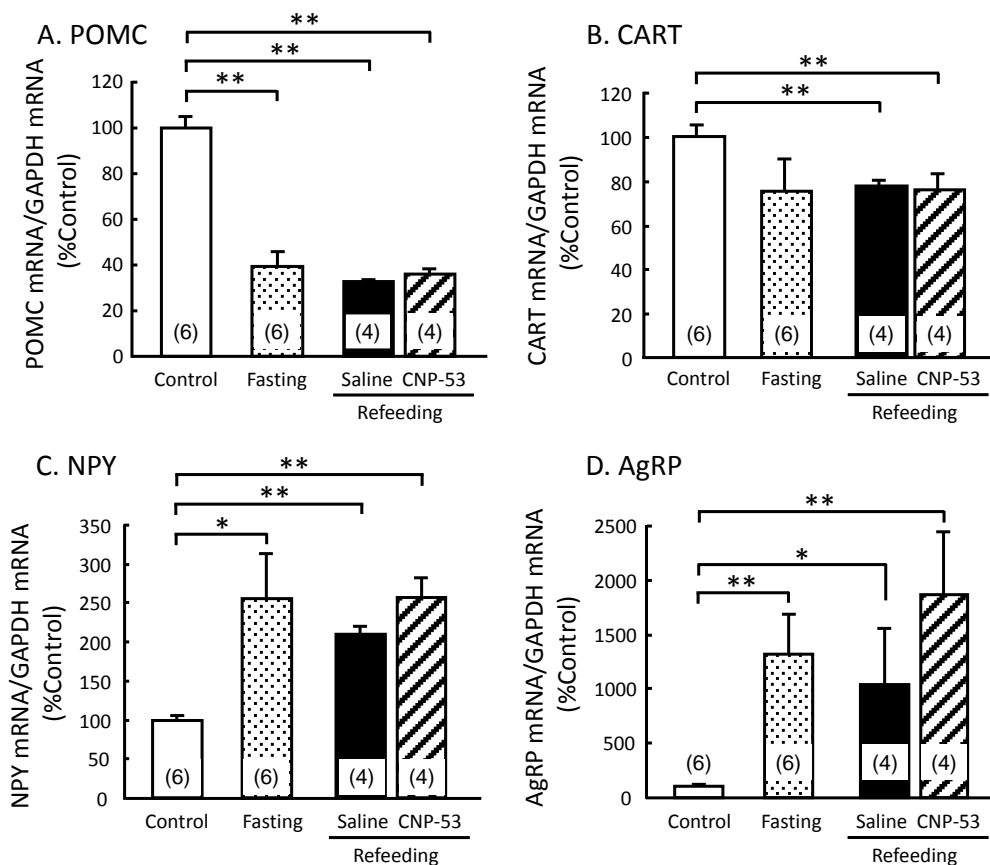 A. POMC
**
**
**
POMC mRNA/GAPDH mRNA
(%Control)
120
100
80
60
40
20
0
(6)
(6)
(4)
(4)
Control
Fasting
Saline
CNP-53
Refeeding
B. CART
**
**
CART mRNA/GAPDH mRNA
(%Control)
120
100
80
60
40
20
0
(6)
(6)
(4)
(4)
Control
Fasting
Saline
CNP-53
Refeeding
C. NPY
**
**
*
NPY mRNA/GAPDH mRNA
(%Control)
350
300
250
200
150
100
50
0
(6)
(6)
(4)
(4)
Control
Fasting
Saline
CNP-53
Refeeding
D. AgRP
**
*
**
AgRP mRNA/GAPDH mRNA
(%Control)
2500
2000
1500
1000
500
0
(6)
(6)
(4)
(4)
Control
Fasting
Saline
CNP-53
Refeeding